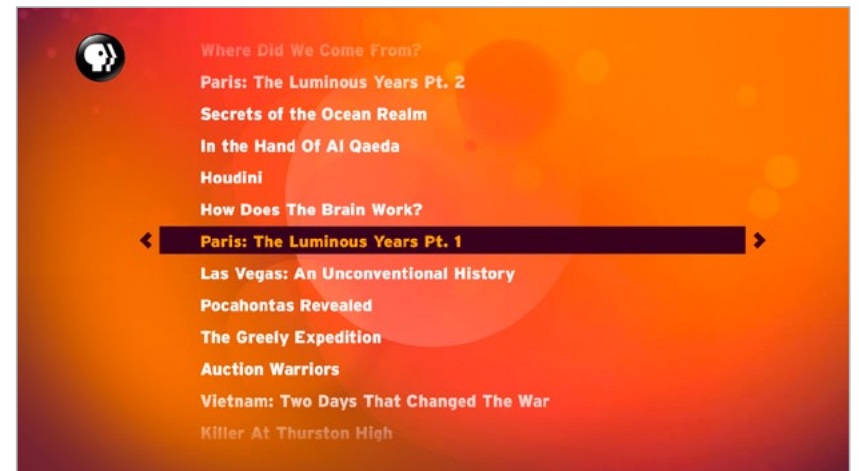 Where Did We Come From?
Paris: The Luminous Years Pt. 2
Secrets of the Ocean Realm
In the Hand Of Al Qaeda
Houdini
How Does The Brain Work?
Paris: The Luminous Years Pt. 1
Las Vegas: An Unconventional History
Pocahontas Revealed
The Greely Expedition
Auction Warriors
Vietnam: Two Days That Changed The War
Killer At Thurston High